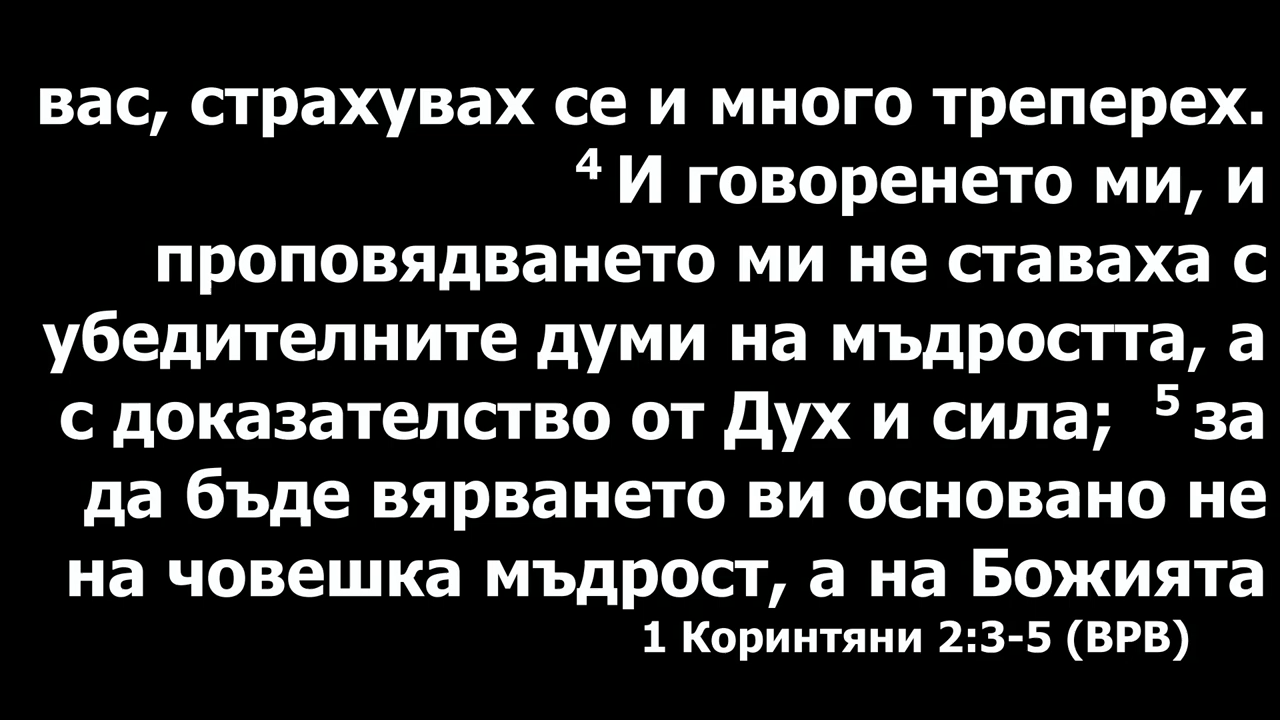 вас, страхувах се и много треперех.
4 И говоренето ми, и
проповядването ми не ставаха с
убедителните думи на мъдростта, а
с доказателство от Дух и сила; 5 за
да бъде вярването ви основано не
на човешка мъдрост, а на Божията
1 Коринтяни 2:3-5 (ВРВ)